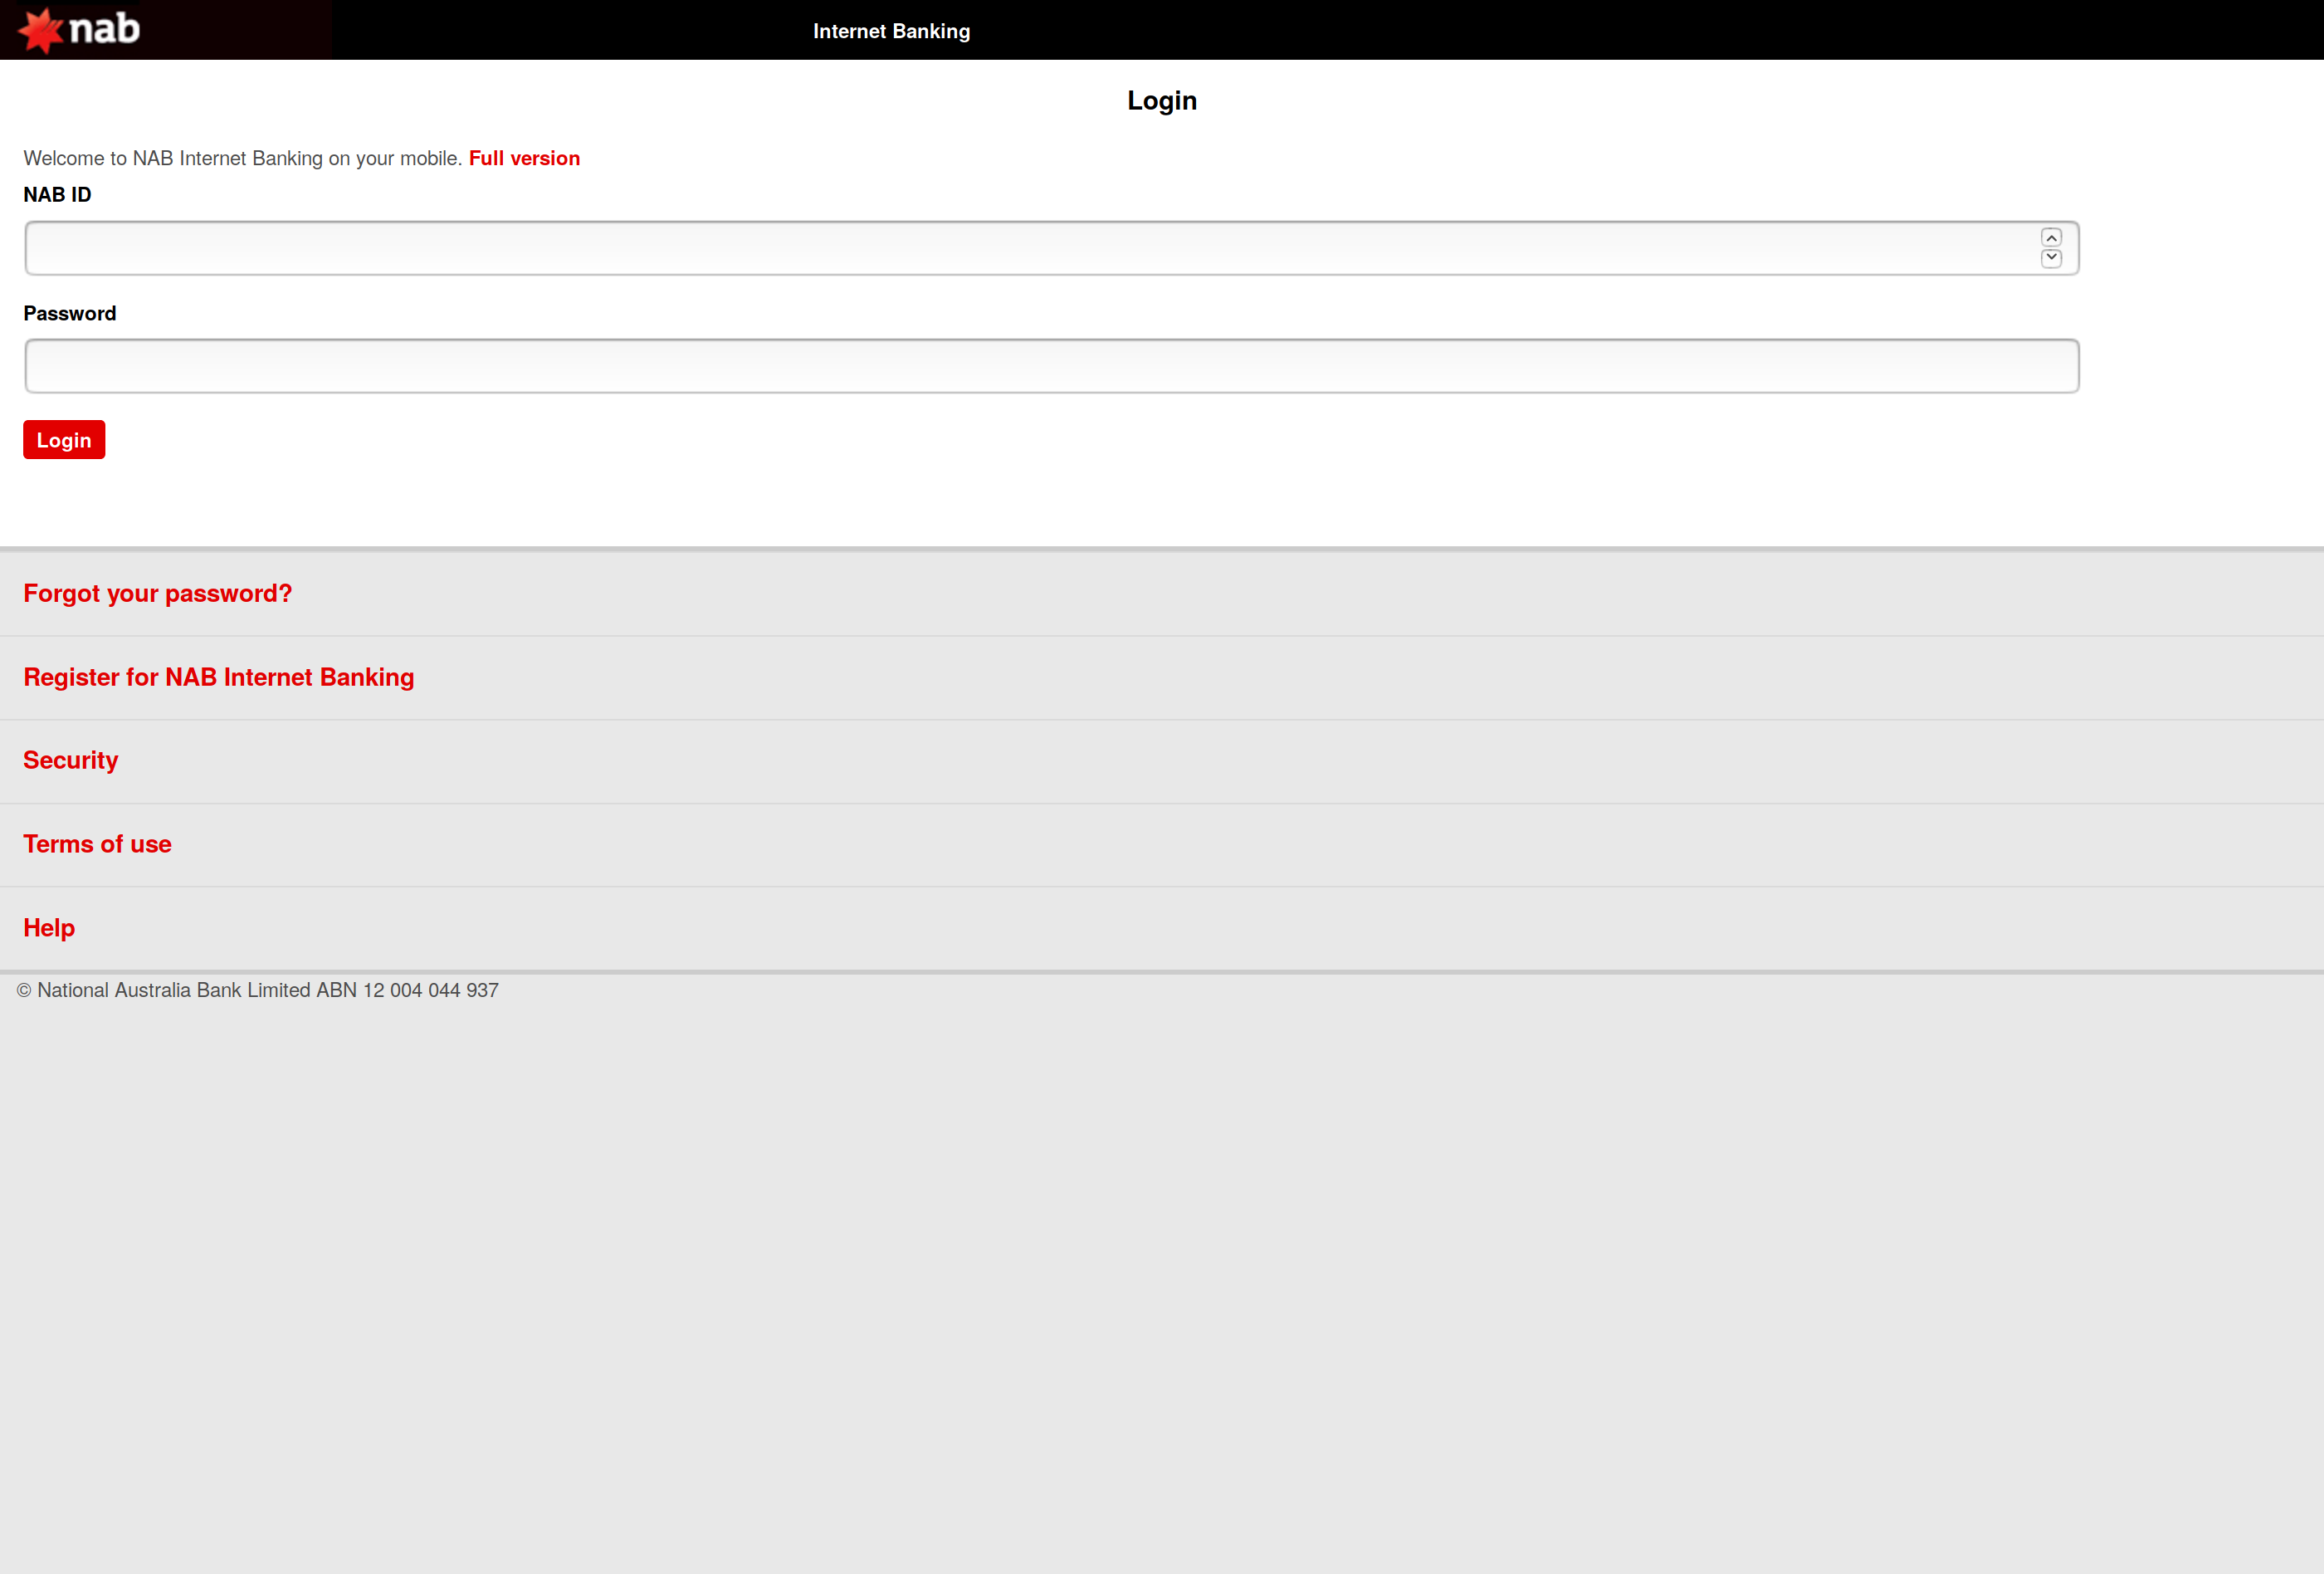 nab
Internet Banking
Login
Welcome to NAB Internet Banking on your mobile. Full version
NAB ID
Password
Login
Forgot your password?
Register for NAB Internet Banking
Security
Terms of use
Help
© National Australia Bank Limited ABN 12 004 044 937